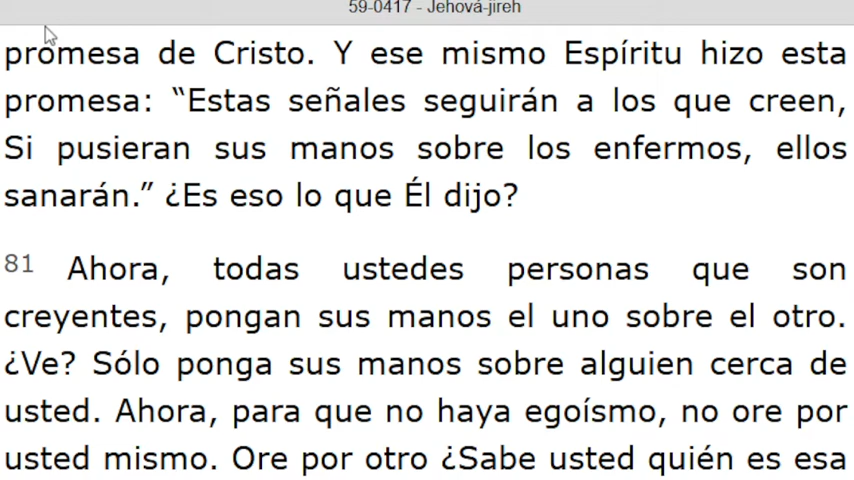 59-0417 - Jehová-jireh
promesa de Cristo. Y ese mismo Espíritu hizo esta
promesa: “Estas señales seguirán a los que creen,
Si pusieran sus manos sobre los enfermos, ellos
sanarán.” ¿Es eso lo que Él dijo?
81 Ahora, todas ustedes personas que son
creyentes, pongan sus manos el uno sobre el otro.
¿Ve? Sólo ponga sus manos sobre alguien cerca de
usted. Ahora, para que no haya egoísmo, no ore por
usted mismo. Ore por otro ¿Sabe usted quién es esa